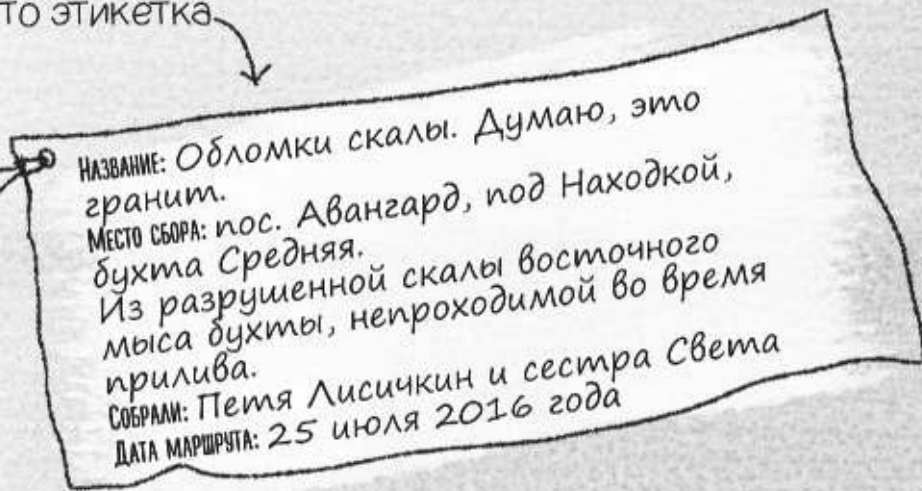 то этикетка
НАЗВАНИЕ: Обломки скалы. Думаю, это
гранит.
МЕСТО СБОРА: пос. Авангард, под Находкой,
бухта Средняя.
Из разрушенной скалы восточного
мыса бухты, непроходимой во время
прилива.
СОБРАЛИ: Петя Лисичкин и сестра Света
ДАТА МАРШРУТА: 25 июля 2016 года